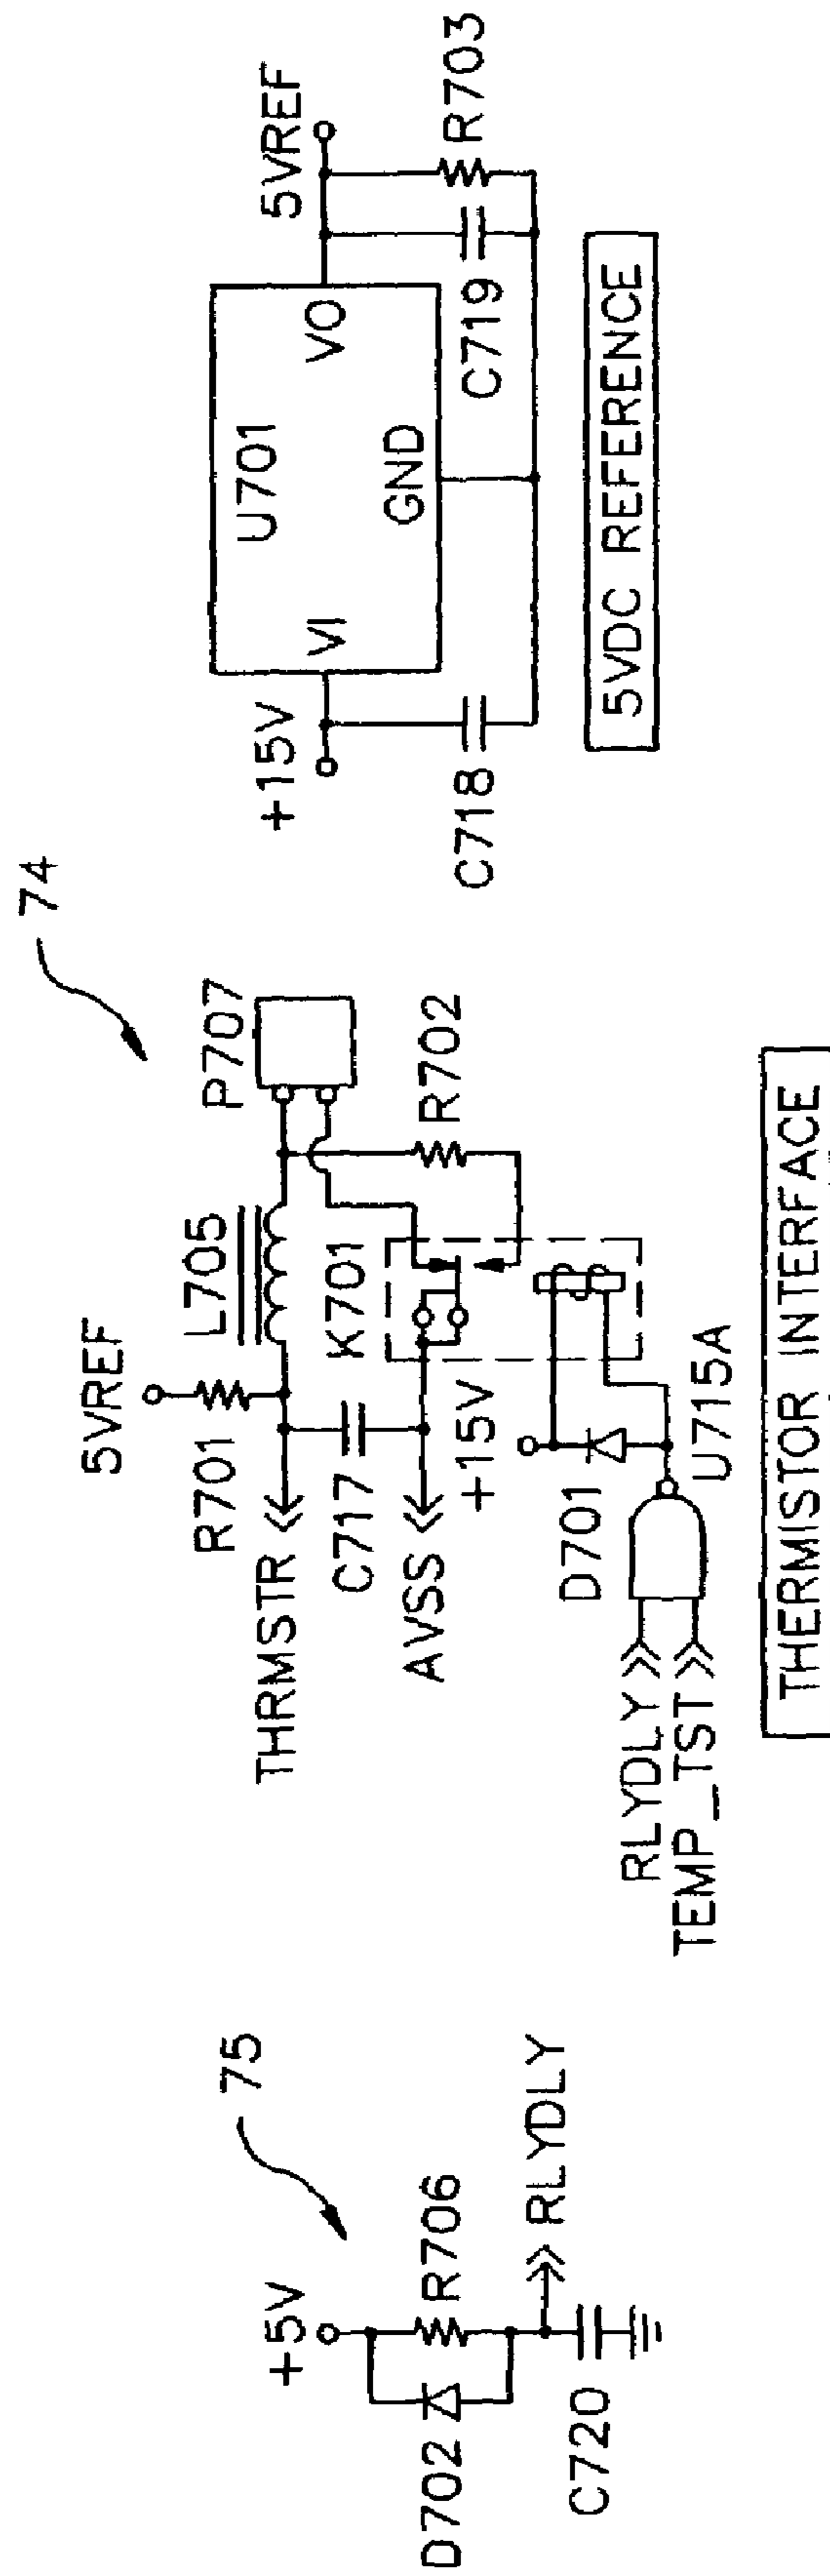 75
+5V
D702
R706
RLYDLY
C720
74
5VREF
L705
P707
R701
THRMSTR
C717
K701
R702
AVSS
+15V
D701
U715A
RLYDLY
TEMP_TST
THERMISTOR INTERFACE
5VREF
+15V
VI
U701
VO
GND
C718
C719
R703
5VDC REFERENCE